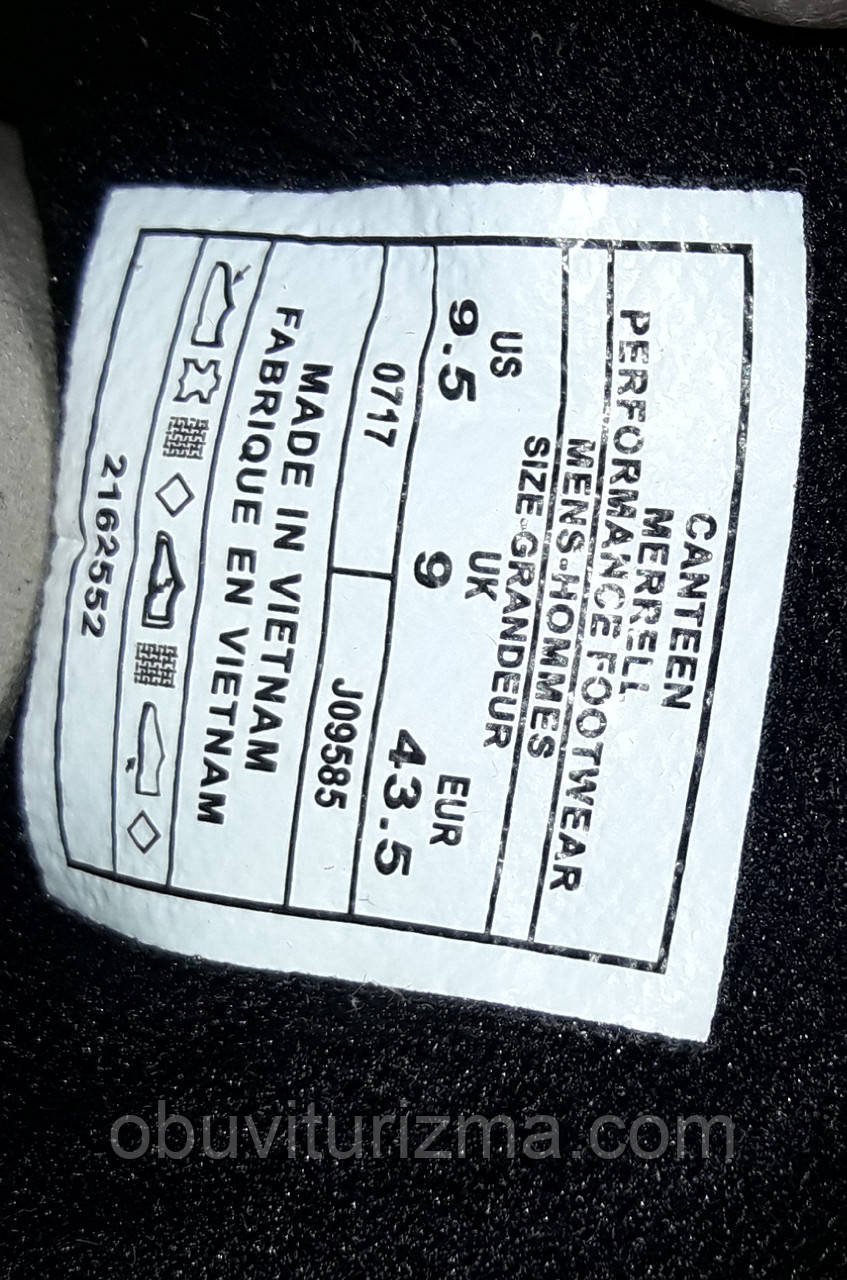 CANTEEN
MERRELL
PERFORMANCE FOOTWEAR
MENS-HOMMES
SIZE-GRANDEUR
US UK EUR
9.5 9 43.5
0717 J09585
MADE IN VIETNAM
FABRIQUE EN VIETNAM
2162552
obuviturizma.com